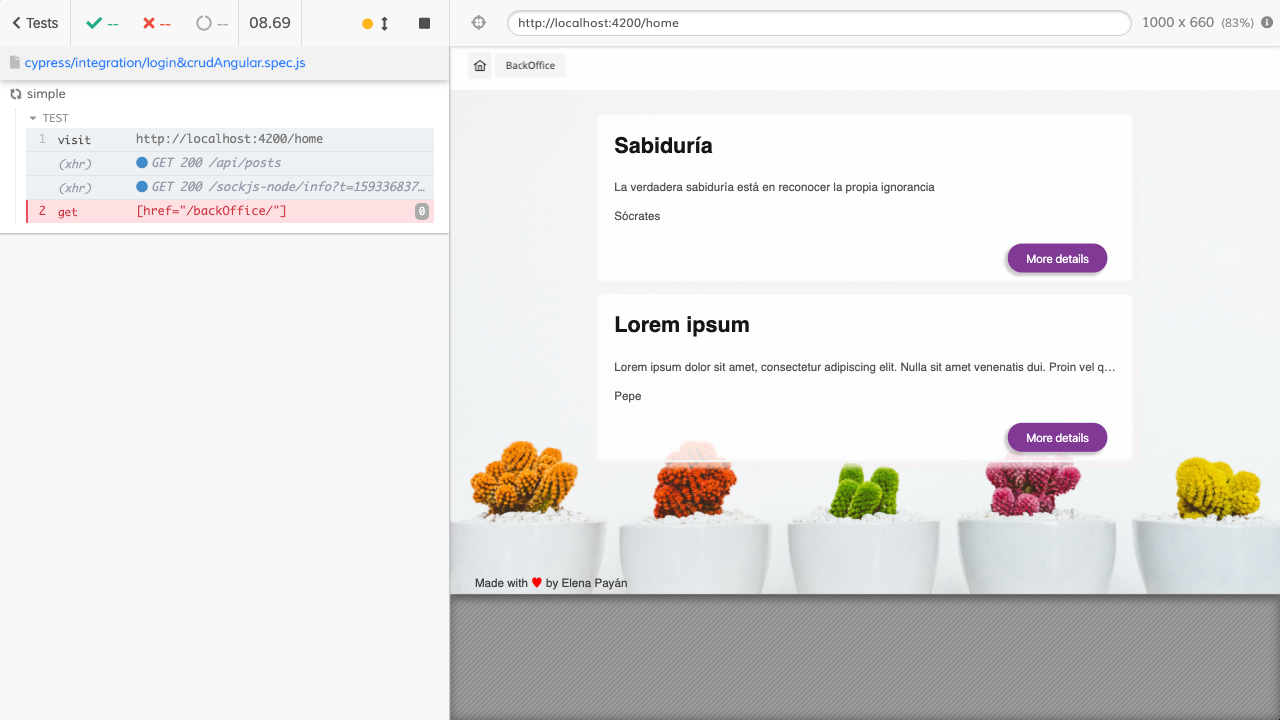 Tests
--
--
--
08.69
http://localhost:4200/home
1000 x 660 (83%)
cypress/integration/login&crudAngular.spec.js
simple
TEST
1 visit http://localhost:4200/home
(xhr) GET 200 /api/posts
(xhr) GET 200 /sockjs-node/info?t=159336837…
2 get [href="/backOffice/"] 0
BackOffice
Sabiduría
La verdadera sabiduría está en reconocer la propia ignorancia
Sócrates
More details
Lorem ipsum
Lorem ipsum dolor sit amet, consectetur adipiscing elit. Nulla sit amet venenatis dui. Proin vel q…
Pepe
More details
Made with ♥ by Elena Payán